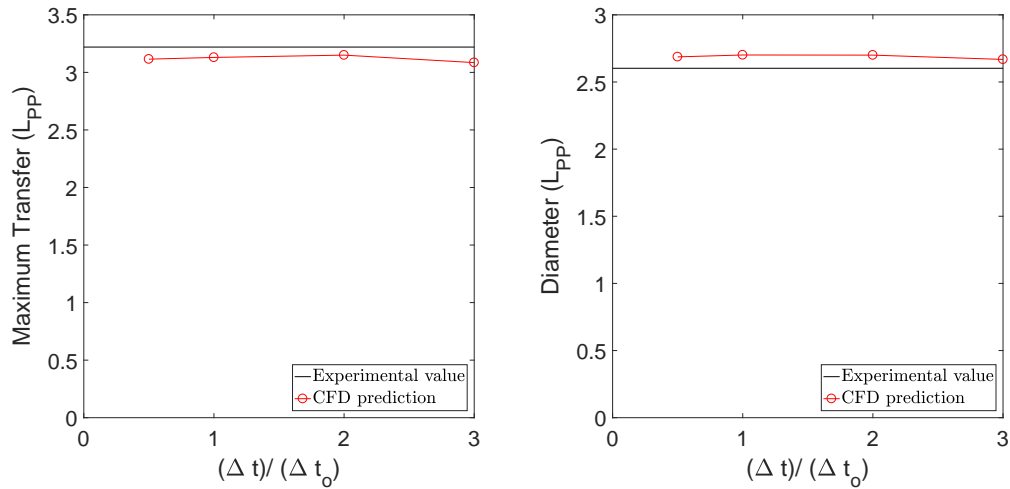 Maximum Transfer (L_PP)
3.5
3
2.5
2
1.5
1
0.5
0
0 1 2 3
(Δ t)/ (Δ t_o)
Experimental value
CFD prediction
Diameter (L_PP)
3
2.5
2
1.5
1
0.5
0
0 1 2 3
(Δ t)/ (Δ t_o)
Experimental value
CFD prediction